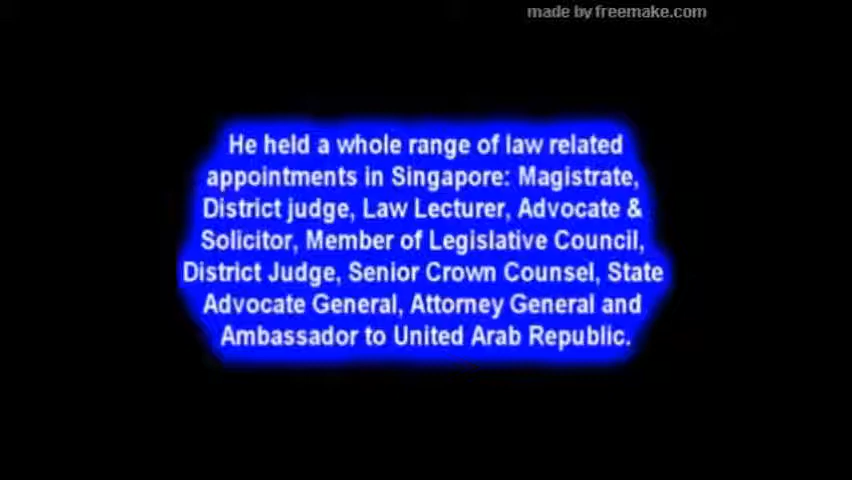 made by freemake.com
He held a whole range of law related
appointments in Singapore: Magistrate,
District judge, Law Lecturer, Advocate &
Solicitor, Member of Legislative Council,
District Judge, Senior Crown Counsel, State
Advocate General, Attorney General and
Ambassador to United Arab Republic.